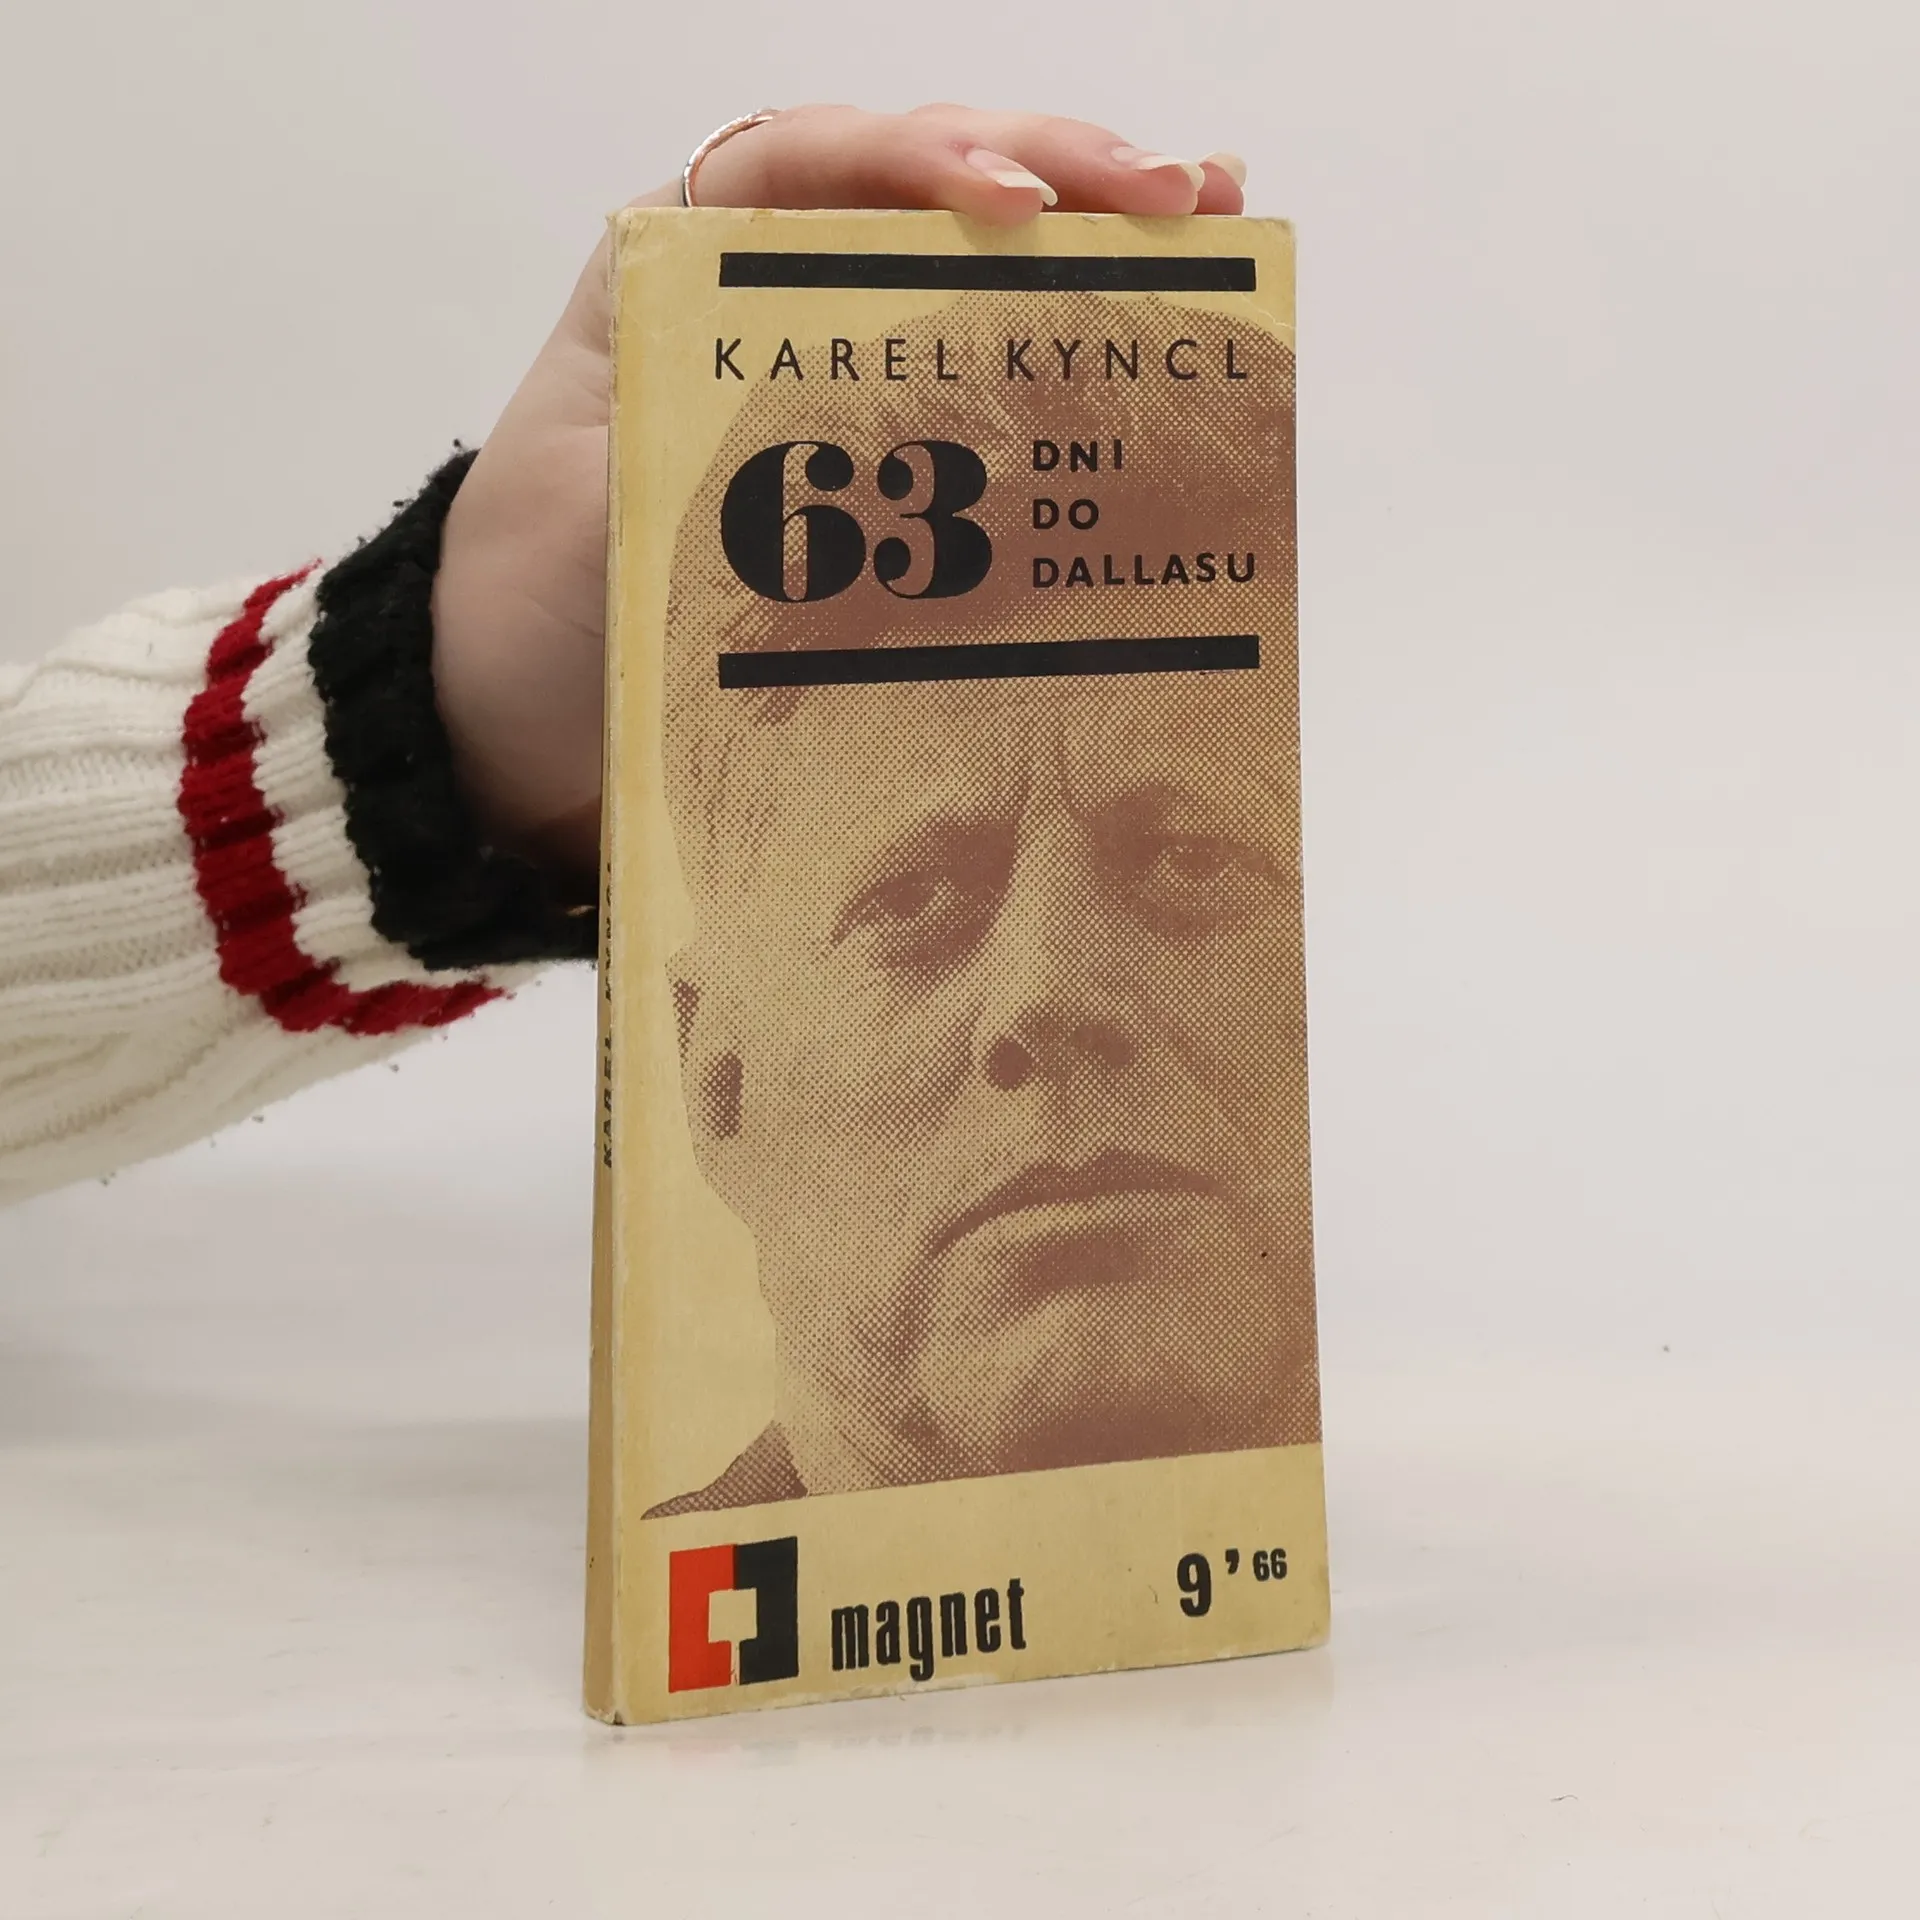 KAREL KYNCL
63 DNI
DO
DALLASU
magnet
9'66
KAREL KYNCL